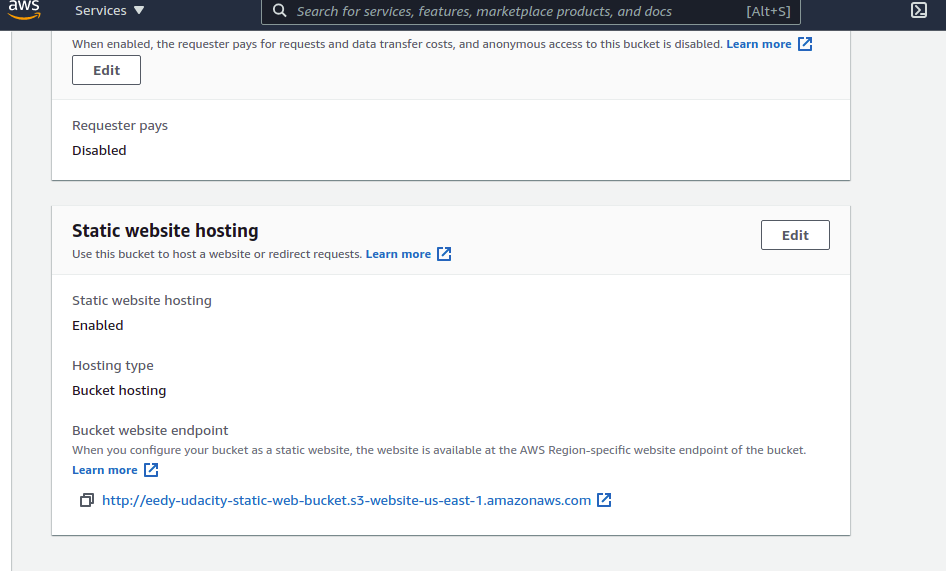 aws
Services
Search for services, features, marketplace products, and docs [Alt+S]
When enabled, the requester pays for requests and data transfer costs, and anonymous access to this bucket is disabled. Learn more
Edit
Requester pays
Disabled
Static website hosting
Edit
Use this bucket to host a website or redirect requests. Learn more
Static website hosting
Enabled
Hosting type
Bucket hosting
Bucket website endpoint
When you configure your bucket as a static website, the website is available at the AWS Region-specific website endpoint of the bucket.
Learn more
http://eedy-udacity-static-web-bucket.s3-website-us-east-1.amazonaws.com